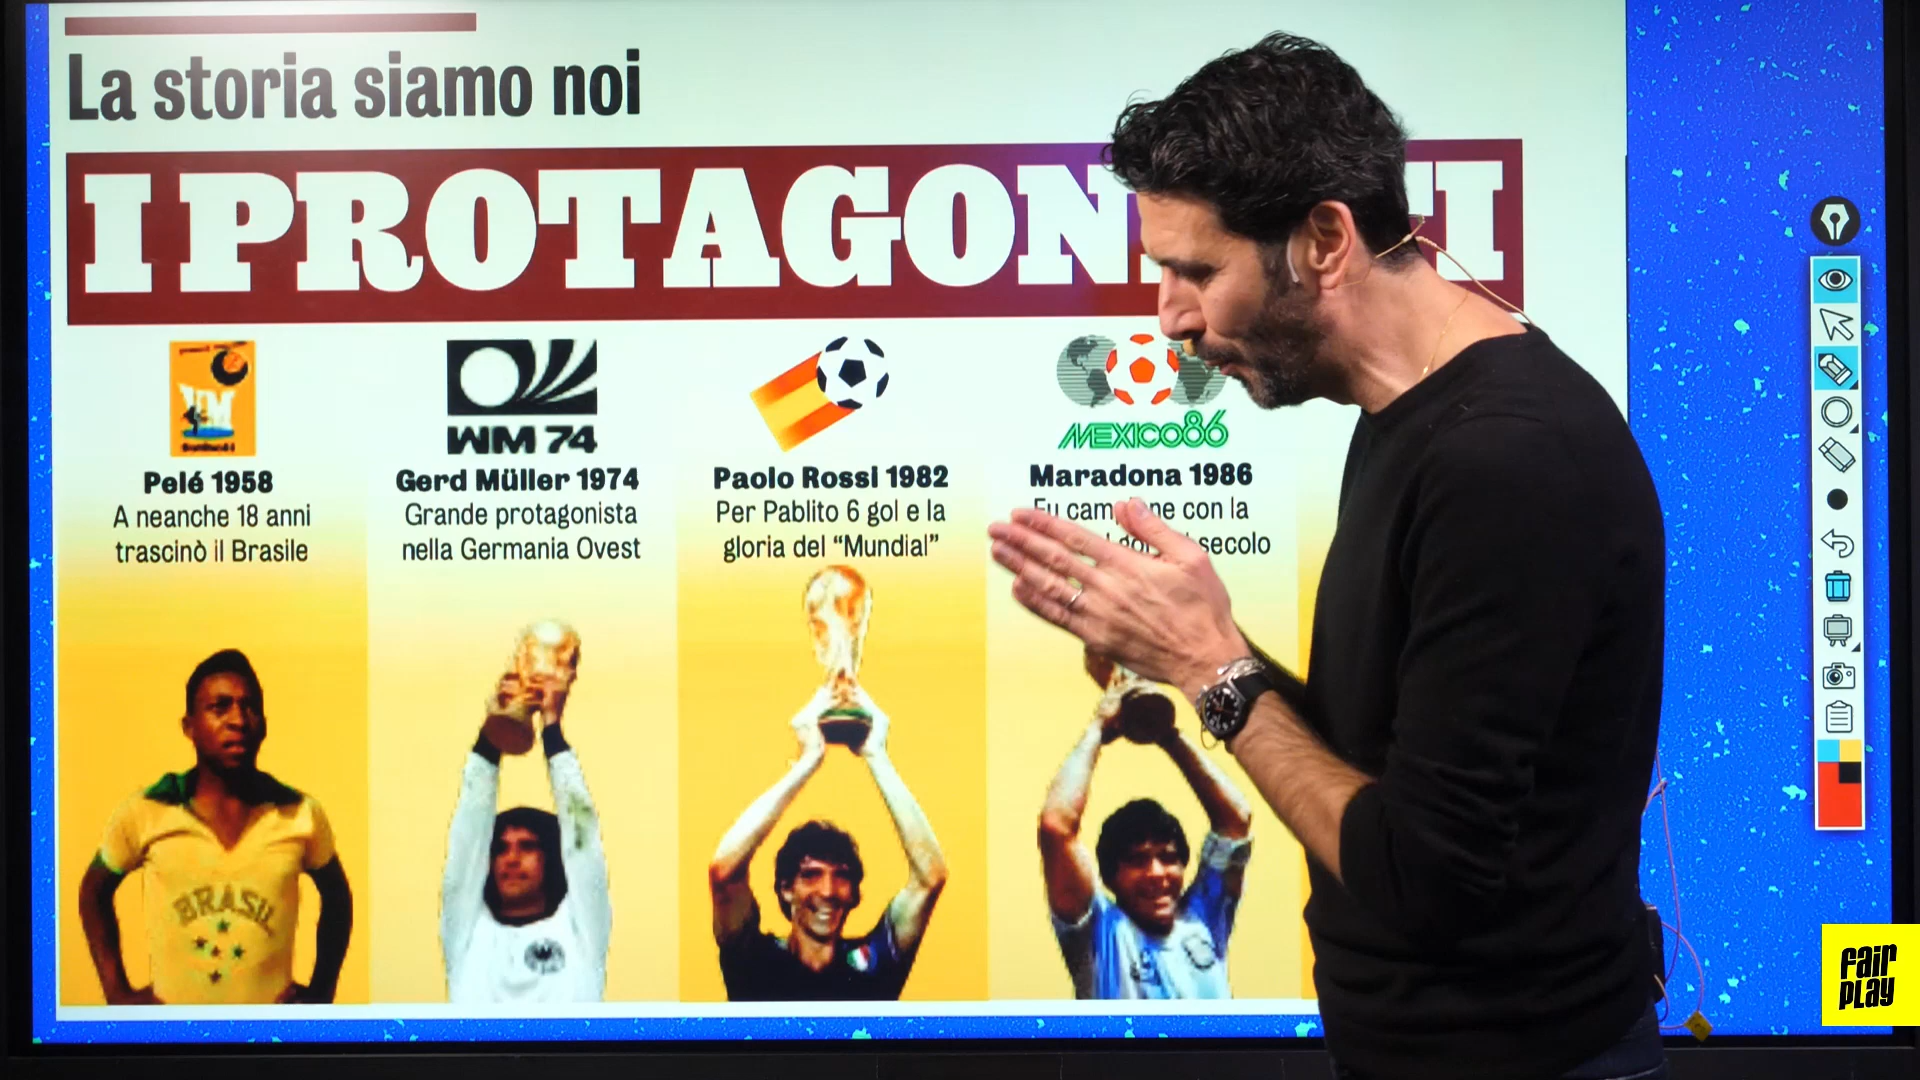 La storia siamo noi
I PROTAGON TI
WM
WM 74
MEXICO86
Pelé 1958
A neanche 18 anni
trascinò il Brasile
Gerd Müller 1974
Grande protagonista
nella Germania Ovest
Paolo Rossi 1982
Per Pablito 6 gol e la
gloria del “Mundial”
Maradona 1986
Fu con la
secolo
BRASIL
fair
play